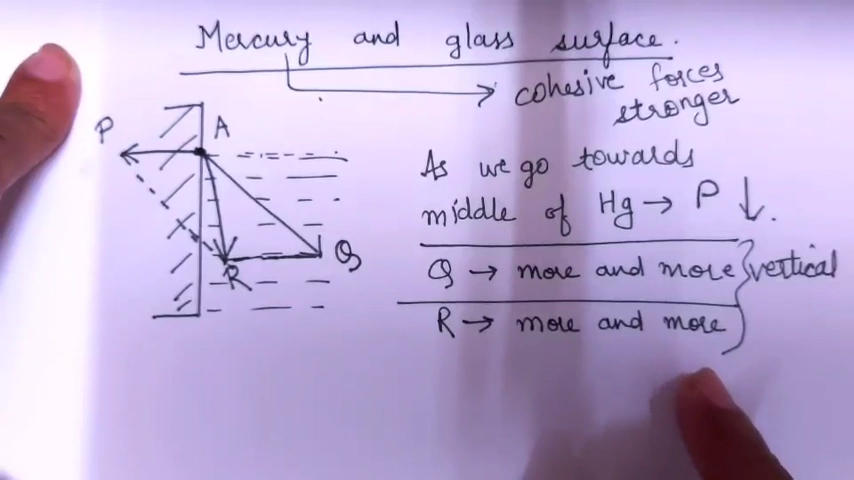 Mercury and glass surface.
cohesive forces
stronger
P
A
As we go towards
middle of Hg → P ↓.
Q
R
Q → more and more
vertical
R → more and more